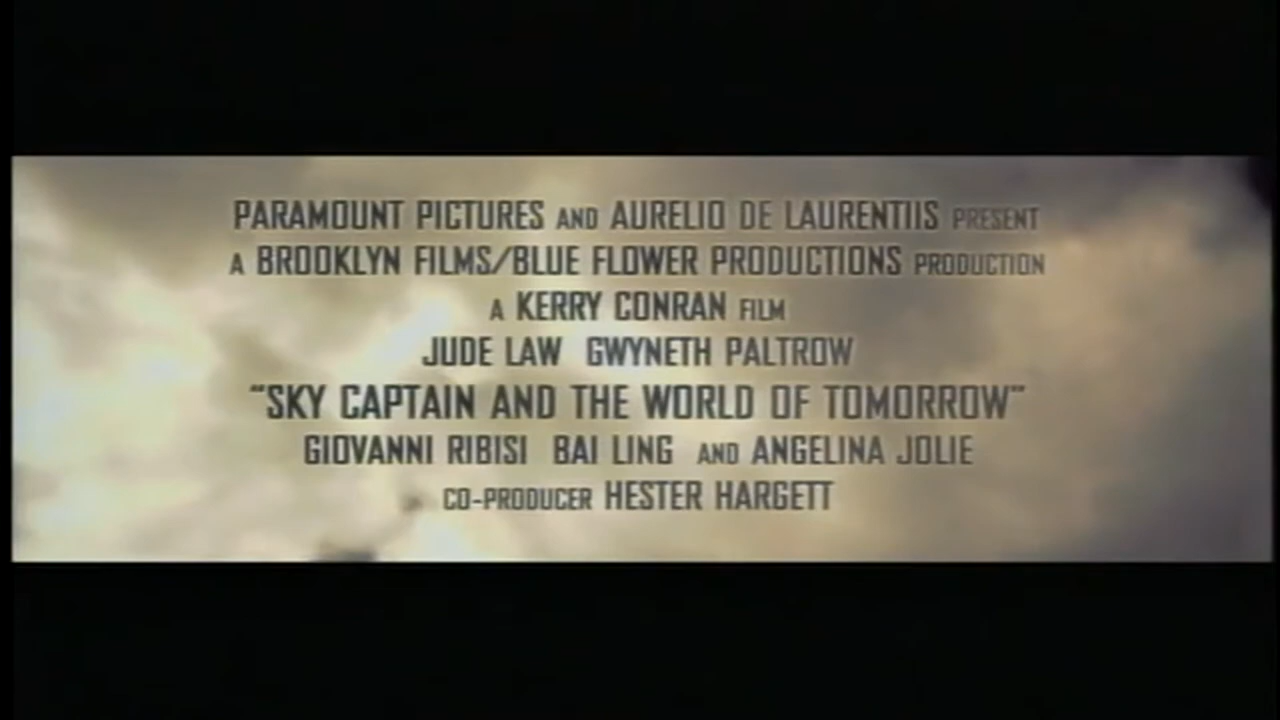 PARAMOUNT PICTURES AND AURELIO DE LAURENTIIS PRESENT
A BROOKLYN FILMS/BLUE FLOWER PRODUCTIONS PRODUCTION
A KERRY CONRAN FILM
JUDE LAW GWYNETH PALTROW
"SKY CAPTAIN AND THE WORLD OF TOMORROW"
GIOVANNI RIBISI BAI LING AND ANGELINA JOLIE
CO-PRODUCER HESTER HARGETT